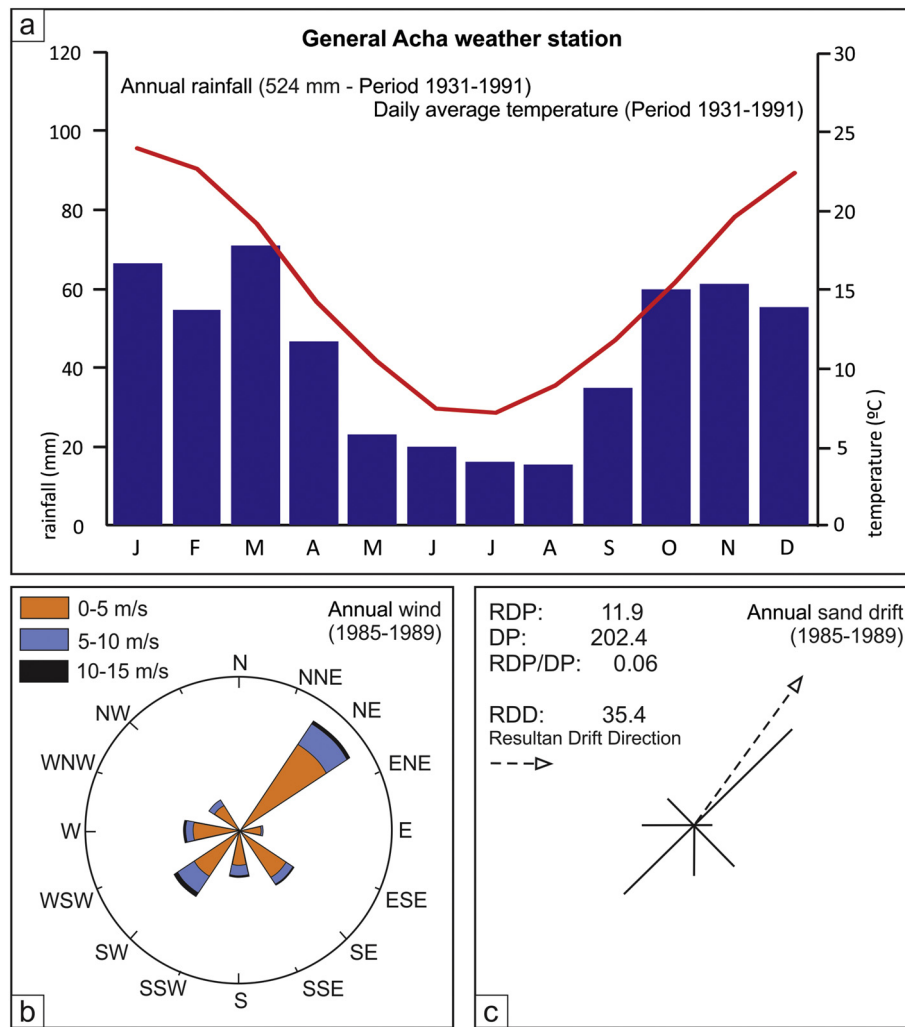 a
General Acha weather station
Annual rainfall (524 mm - Period 1931-1991)
Daily average temperature (Period 1931-1991)
120
100
80
60
40
20
0
rainfall (mm)
30
25
20
15
10
5
0
temperature (ºC)
J F M A M J J A S O N D
b
0-5 m/s
5-10 m/s
10-15 m/s
Annual wind
(1985-1989)
N
NNE
NE
ENE
E
ESE
SE
SSE
S
SSW
SW
WSW
W
WNW
NW
c
RDP: 11.9
DP: 202.4
RDP/DP: 0.06
RDD: 35.4
Resultan Drift Direction
Annual sand drift
(1985-1989)